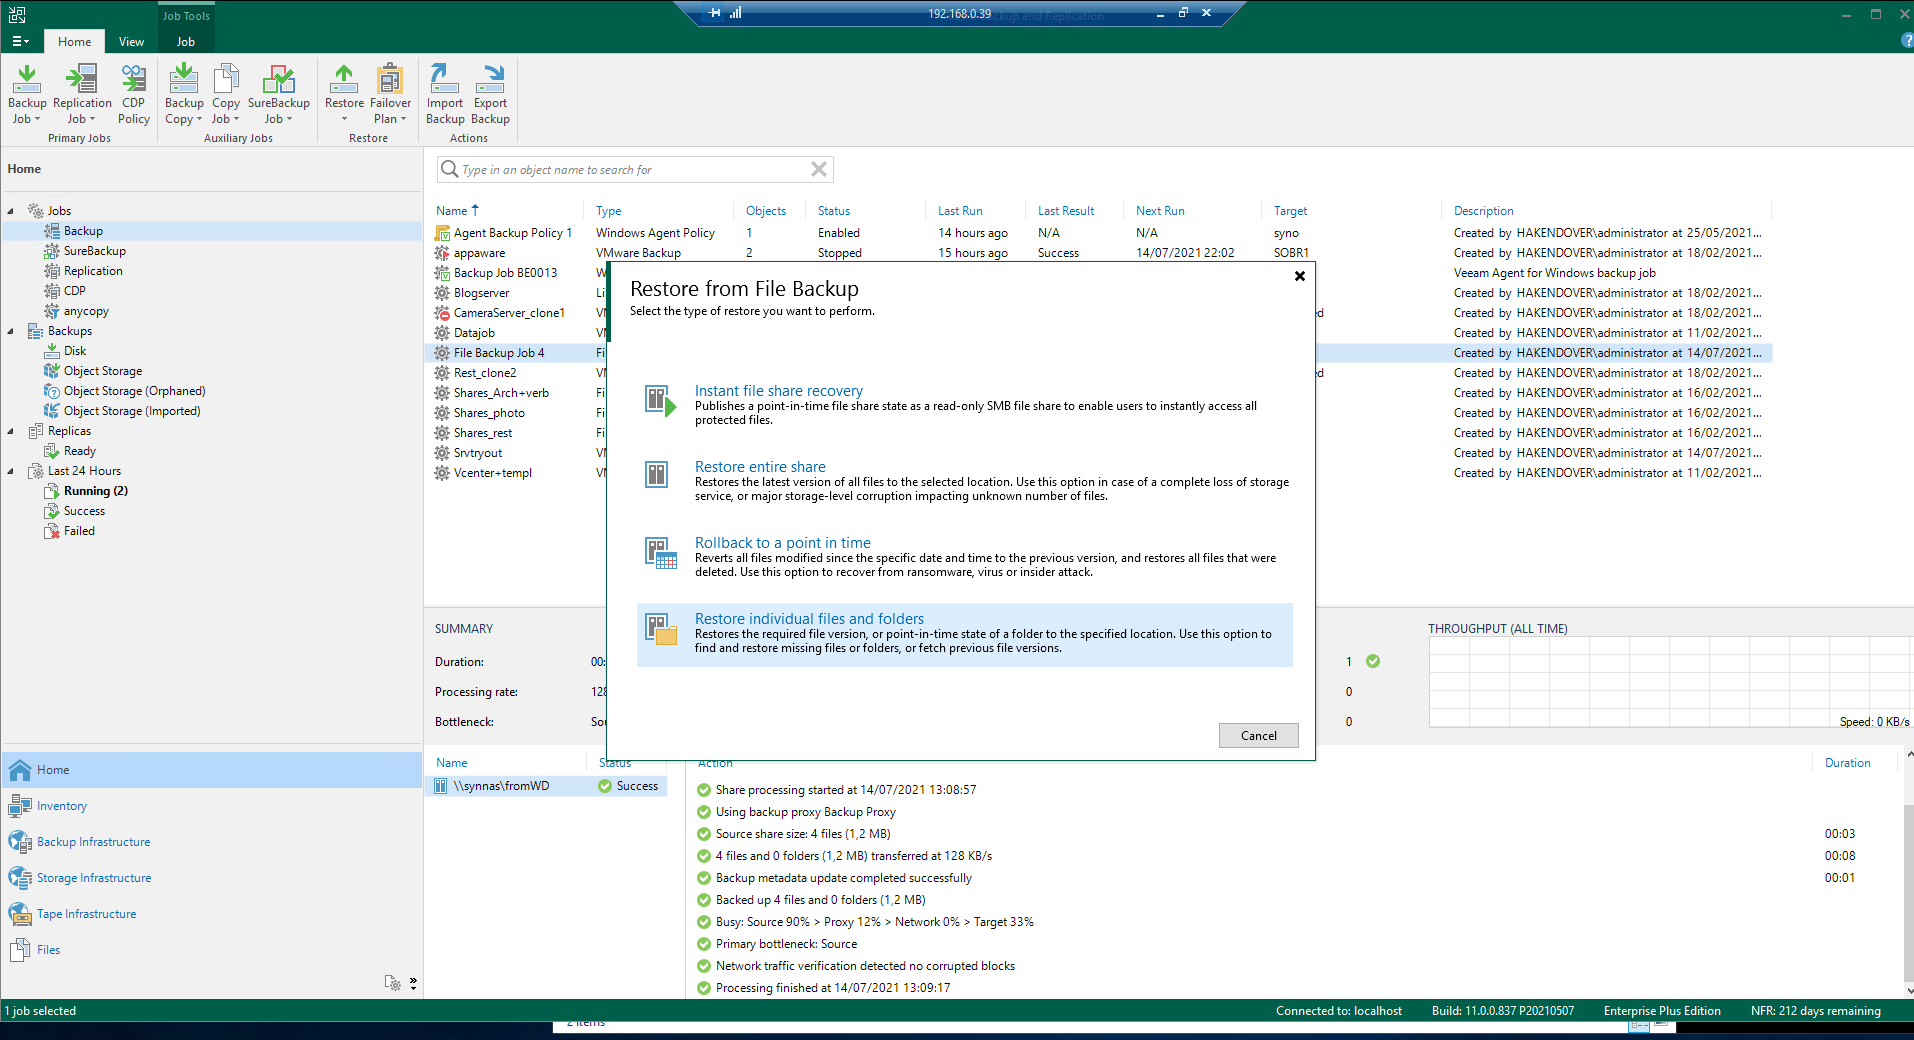 Job Tools
192.168.0.39
ckup and Replication
Home
View
Job
Backup
Job
Replication
Job
CDP
Policy
Backup
Copy
Copy
Job
SureBackup
Job
Restore
Failover
Plan
Import
Backup
Export
Backup
Primary Jobs
Auxiliary Jobs
Restore
Actions
Home
Type in an object name to search for
Jobs
Backup
SureBackup
Replication
CDP
anycopy
Backups
Disk
Object Storage
Object Storage (Orphaned)
Object Storage (Imported)
Replicas
Ready
Last 24 Hours
Running (2)
Success
Failed
Name Type Objects Status Last Run Last Result Next Run Target Description
Agent Backup Policy 1 Windows Agent Policy 1 Enabled 14 hours ago N/A N/A syno Created by HAKENDOVER\administrator at 25/05/2021...
appaware VMware Backup 2 Stopped 15 hours ago Success 14/07/2021 22:02 SOBR1 Created by HAKENDOVER\administrator at 18/02/2021...
Backup Job BE0013 W Veeam Agent for Windows backup job
Blogserver Li Created by HAKENDOVER\administrator at 18/02/2021...
CameraServer_clone1 VM ed Created by HAKENDOVER\administrator at 18/02/2021...
Datajob VM Created by HAKENDOVER\administrator at 11/02/2021...
File Backup Job 4 Fi Created by HAKENDOVER\administrator at 14/07/2021...
Rest_clone2 VM ed Created by HAKENDOVER\administrator at 18/02/2021...
Shares_Arch+verb Fi Created by HAKENDOVER\administrator at 16/02/2021...
Shares_photo Fi Created by HAKENDOVER\administrator at 16/02/2021...
Shares_rest Fi Created by HAKENDOVER\administrator at 16/02/2021...
Srvtryout VM Created by HAKENDOVER\administrator at 14/07/2021...
Vcenter+templ VM Created by HAKENDOVER\administrator at 11/02/2021...
Restore from File Backup
Select the type of restore you want to perform.
Instant file share recovery
Publishes a point-in-time file share state as a read-only SMB file share to enable users to instantly access all
protected files.
Restore entire share
Restores the latest version of all files to the selected location. Use this option in case of a complete loss of storage
service, or major storage-level corruption impacting unknown number of files.
Rollback to a point in time
Reverts all files modified since the specific date and time to the previous version, and restores all files that were
deleted. Use this option to recover from ransomware, virus or insider attack.
Restore individual files and folders
Restores the required file version, or point-in-time state of a folder to the specified location. Use this option to
find and restore missing files or folders, or fetch previous file versions.
Cancel
SUMMARY
Duration: 00:
Processing rate: 128
Bottleneck: Sou
1
0
0
THROUGHPUT (ALL TIME)
Speed: 0 KB/s
Name Status
\\synnas\fromWD Success
Action Duration
Share processing started at 14/07/2021 13:08:57
Using backup proxy Backup Proxy
Source share size: 4 files (1,2 MB) 00:03
4 files and 0 folders (1,2 MB) transferred at 128 KB/s 00:08
Backup metadata update completed successfully 00:01
Backed up 4 files and 0 folders (1,2 MB)
Busy: Source 90% > Proxy 12% > Network 0% > Target 33%
Primary bottleneck: Source
Network traffic verification detected no corrupted blocks
Processing finished at 14/07/2021 13:09:17
Home
Inventory
Backup Infrastructure
Storage Infrastructure
Tape Infrastructure
Files
1 job selected
Connected to: localhost
Build: 11.0.0.837 P20210507
Enterprise Plus Edition
NFR: 212 days remaining
2 items